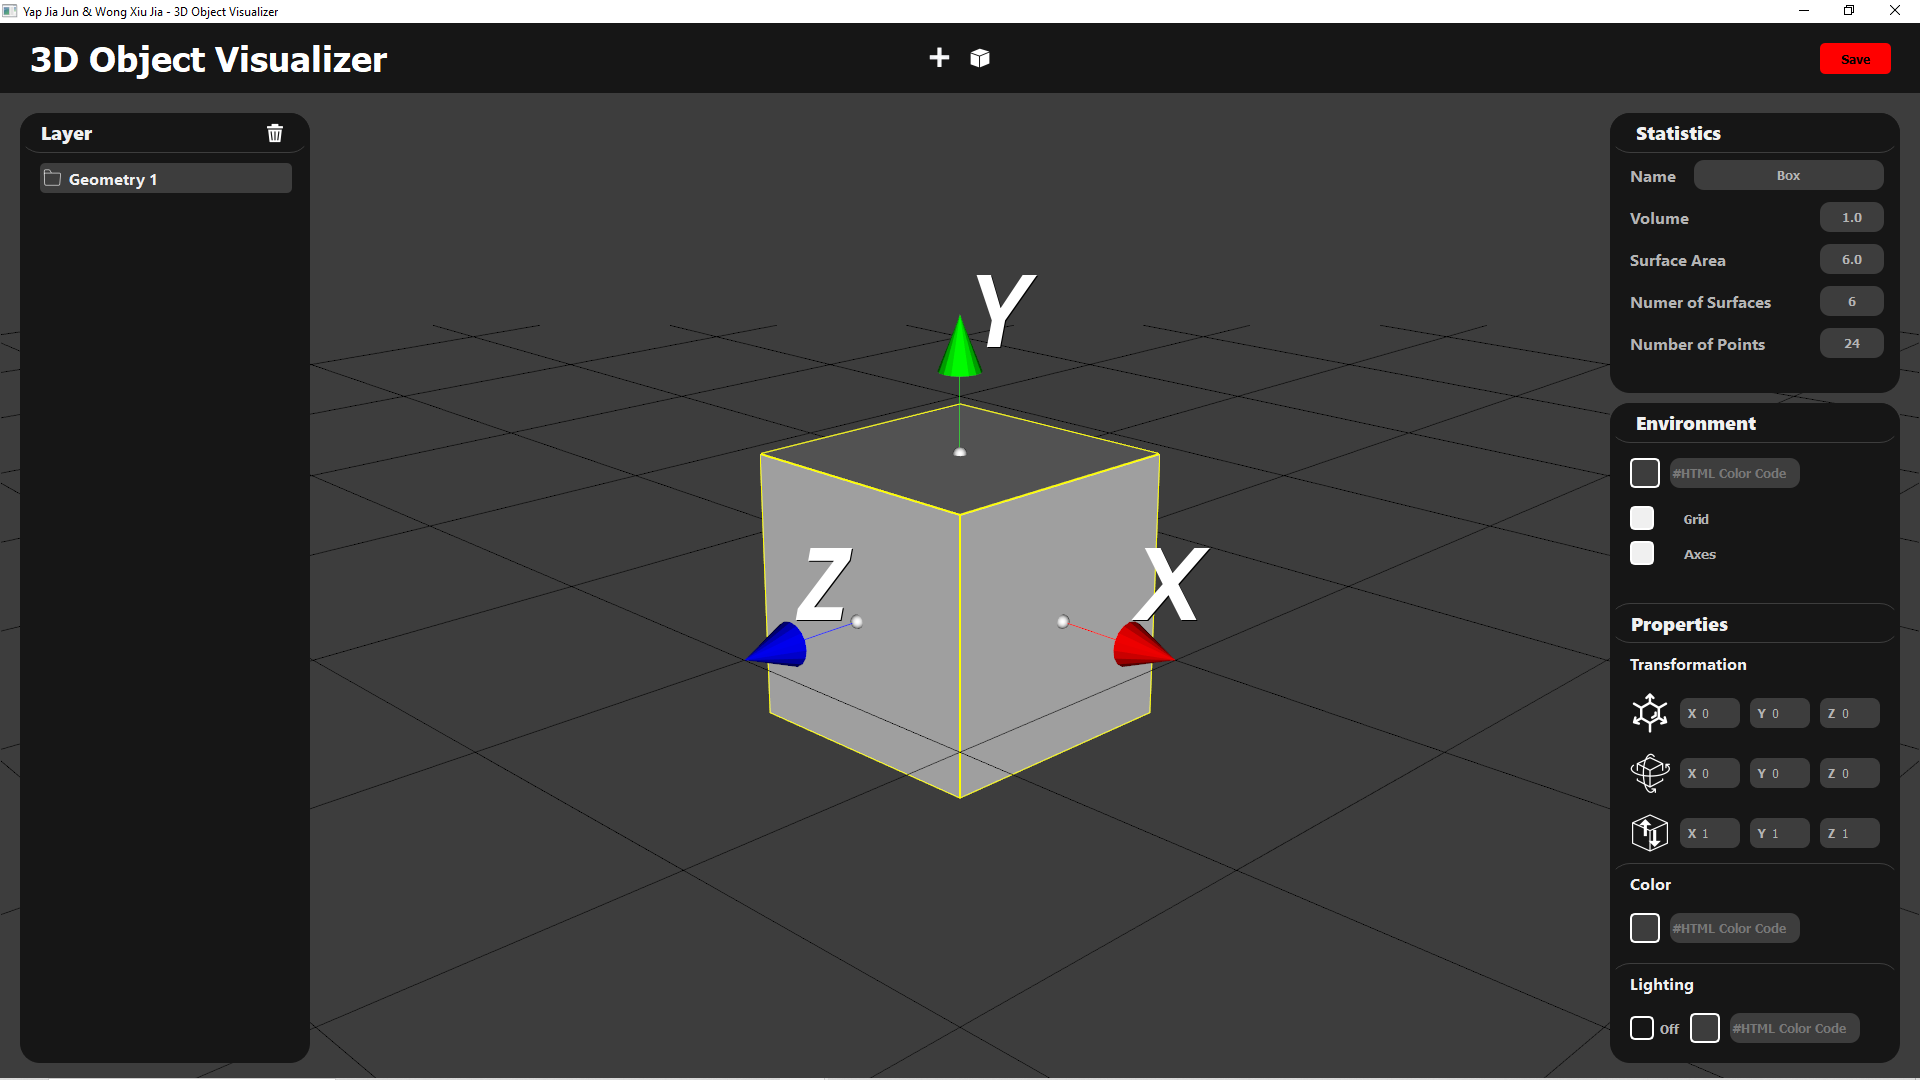 Yap Jia Jun & Wong Xiu Jia - 3D Object Visualizer
3D Object Visualizer
Save
Layer
Geometry 1
Y
Z
X
Statistics
Name Box
Volume 1.0
Surface Area 6.0
Numer of Surfaces 6
Number of Points 24
Environment
#HTML Color Code
Grid
Axes
Properties
Transformation
X 0 Y 0 Z 0
X 0 Y 0 Z 0
X 1 Y 1 Z 1
Color
#HTML Color Code
Lighting
Off #HTML Color Code